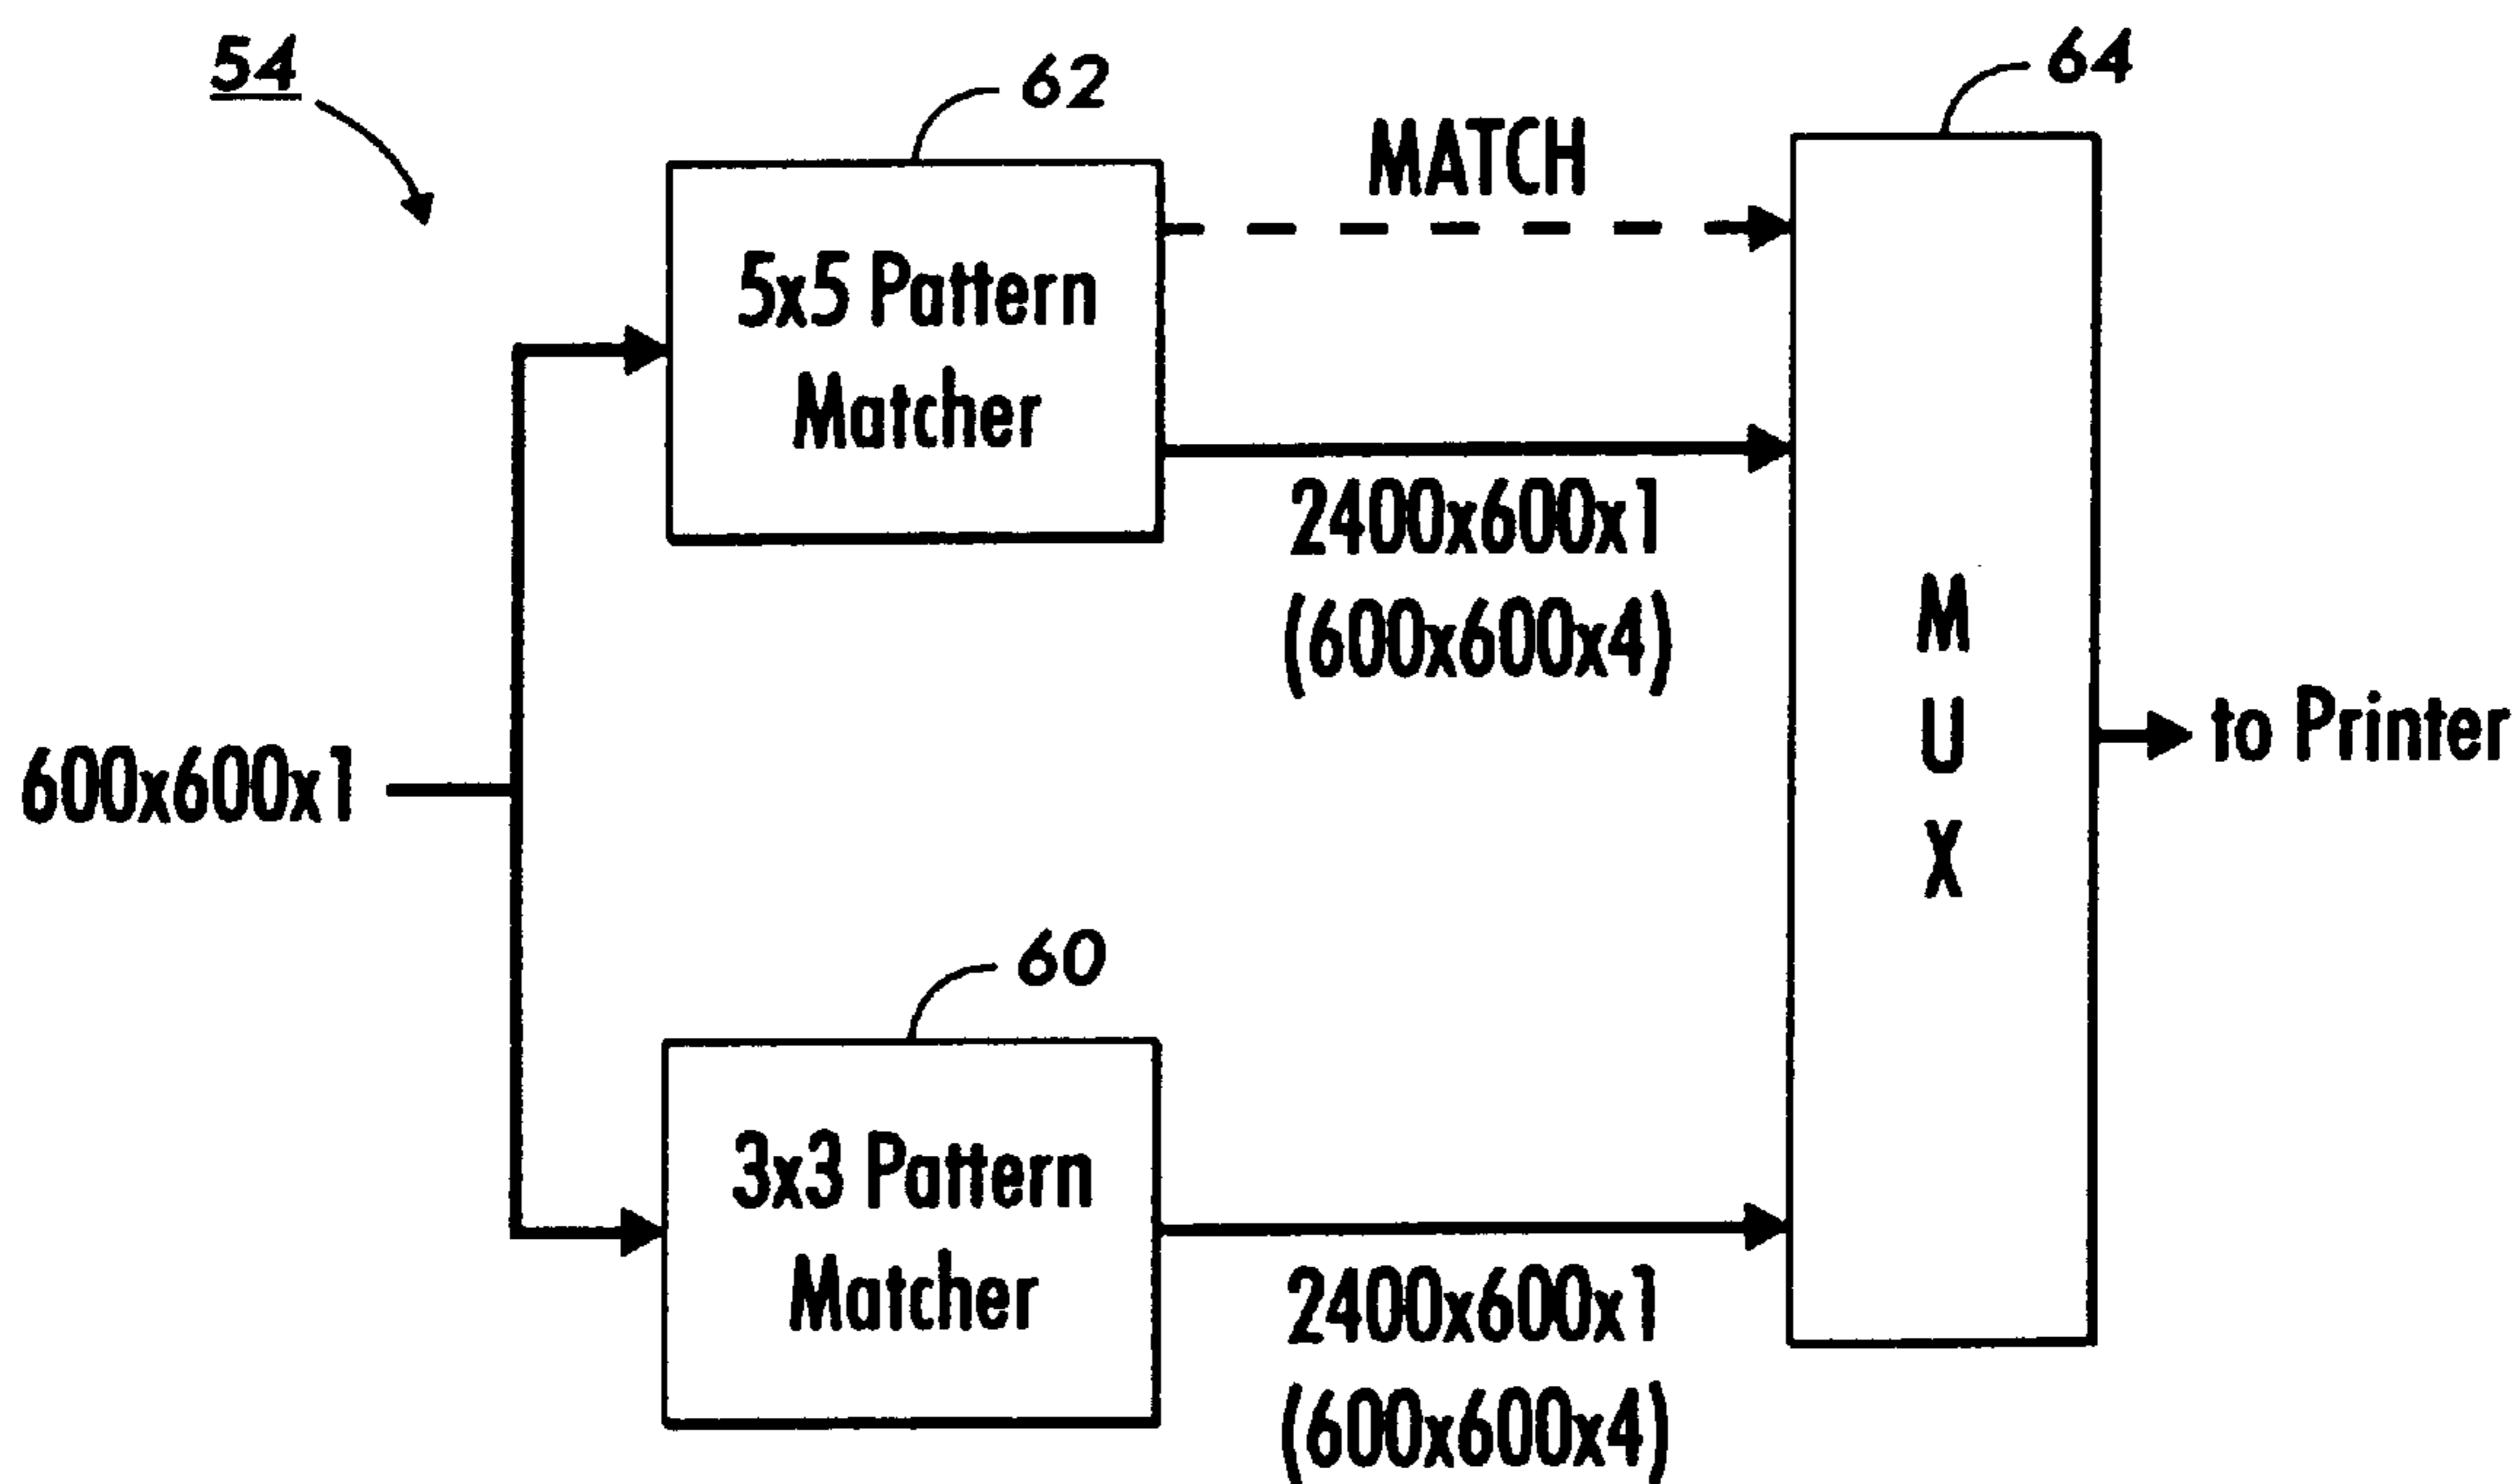 54
62
64
MATCH
5x5 Pattern
Matcher
2400x600x1
(600x600x4)
M
U
X
to Printer
600x600x1
60
3x3 Pattern
Matcher
2400x600x1
(600x600x4)